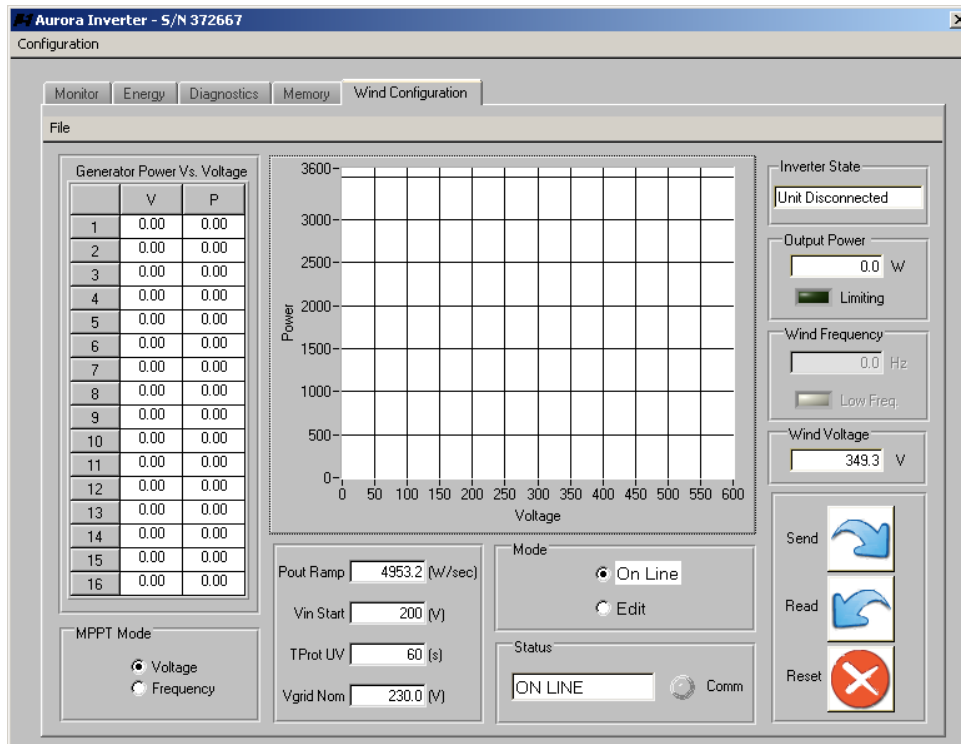 Aurora Inverter - S/N 372667
Configuration
Monitor Energy Diagnostics Memory Wind Configuration
File
Generator Power Vs. Voltage
V P
1 0.00 0.00
2 0.00 0.00
3 0.00 0.00
4 0.00 0.00
5 0.00 0.00
6 0.00 0.00
7 0.00 0.00
8 0.00 0.00
9 0.00 0.00
10 0.00 0.00
11 0.00 0.00
12 0.00 0.00
13 0.00 0.00
14 0.00 0.00
15 0.00 0.00
16 0.00 0.00
MPPT Mode
Voltage
Frequency
Power
3600
3000
2500
2000
1500
1000
500
0
0 50 100 150 200 250 300 350 400 450 500 550 600
Voltage
Pout Ramp 4953.2 (W/sec)
Vin Start 200 (V)
TProt UV 60 (s)
Vgrid Nom 230.0 (V)
Mode
On Line
Edit
Status
ON LINE Comm
Inverter State
Unit Disconnected
Output Power
0.0 W
Limiting
Wind Frequency
0.0 Hz
Low Freq.
Wind Voltage
349.3 V
Send
Read
Reset